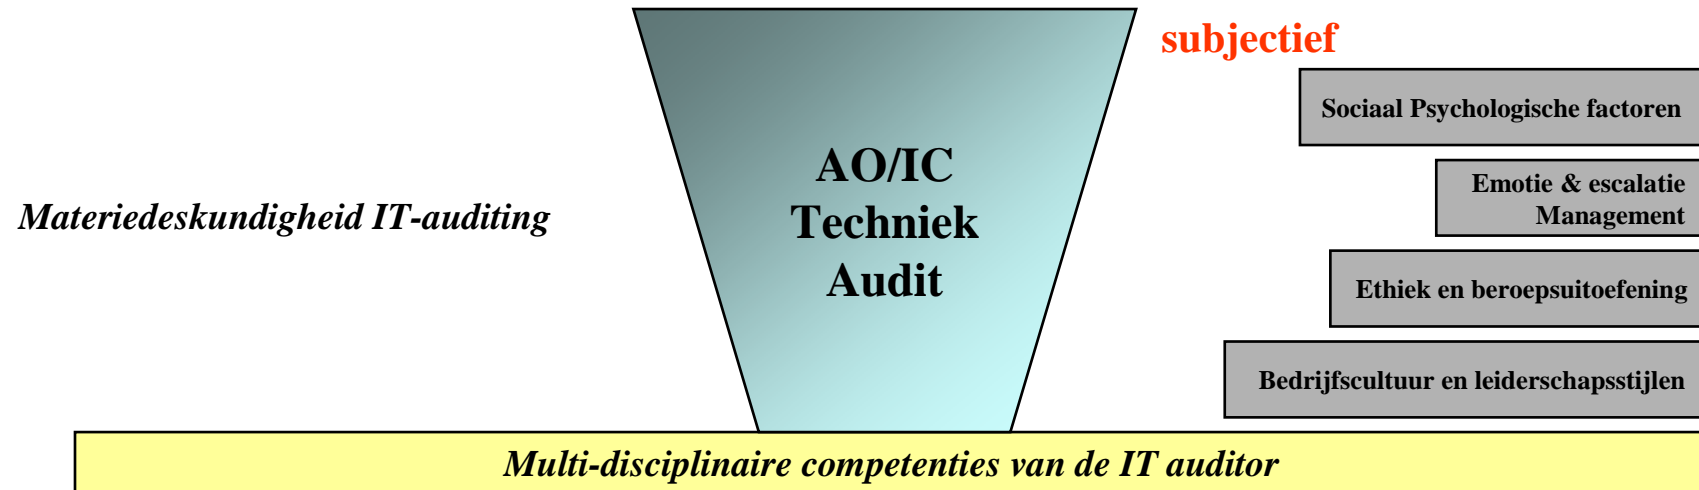 subjectief
Sociaal Psychologische factoren
Emotie & escalatie
Management
Ethiek en beroepsuitoefening
Bedrijfscultuur en leiderschapsstijlen
AO/IC
Techniek
Audit
Materiedeskundigheid IT-auditing
Multi-disciplinaire competenties van de IT auditor